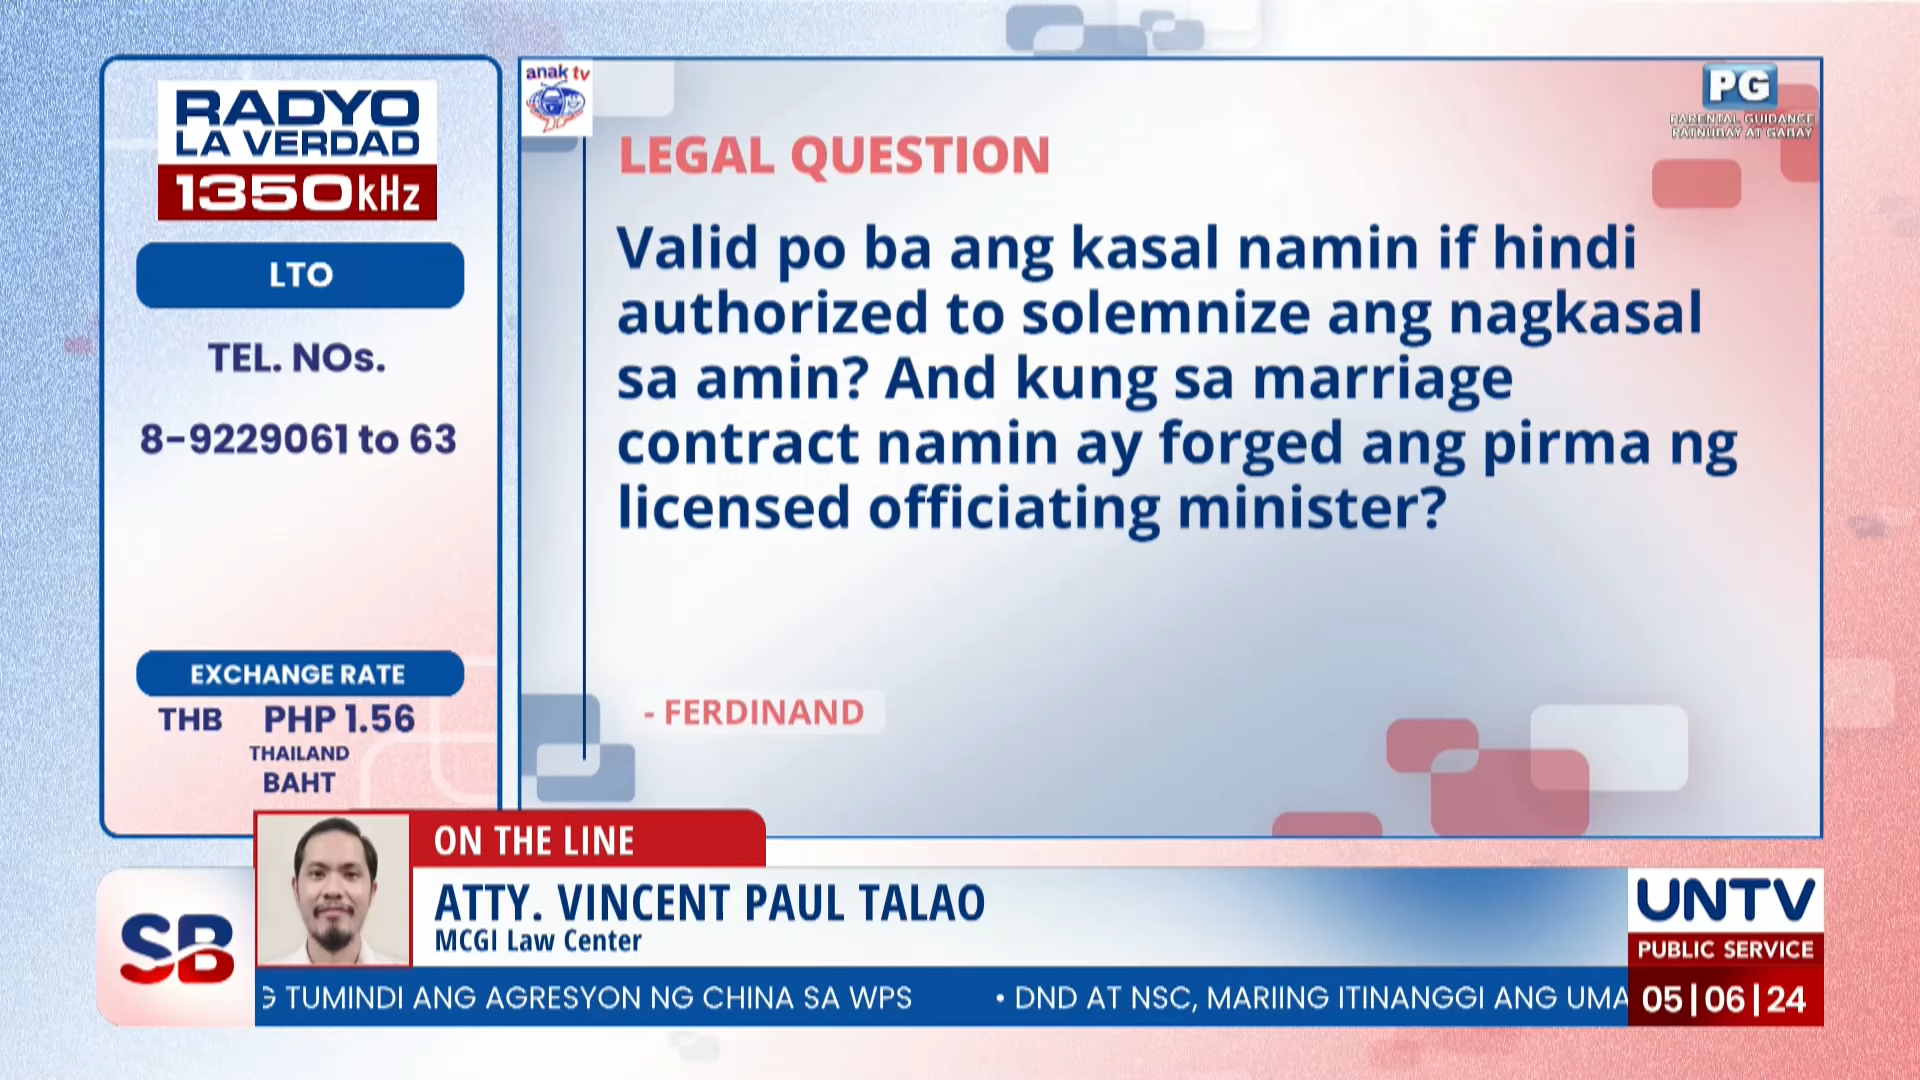 RADYO
LA VERDAD
1350kHz
LTO
TEL. NOs.
8-9229061 to 63
EXCHANGE RATE
THB PHP 1.56
THAILAND
BAHT
anak tv
PG
PARENTAL GUIDANCE
PATNUBAY AT GABAY
LEGAL QUESTION
Valid po ba ang kasal namin if hindi
authorized to solemnize ang nagkasal
sa amin? And kung sa marriage
contract namin ay forged ang pirma ng
licensed officiating minister?
- FERDINAND
ON THE LINE
ATTY. VINCENT PAUL TALAO
MCGI Law Center
SB
UNTV
PUBLIC SERVICE
G TUMINDI ANG AGRESYON NG CHINA SA WPS • DND AT NSC, MARIING ITINANGGI ANG UMA
05|06|24